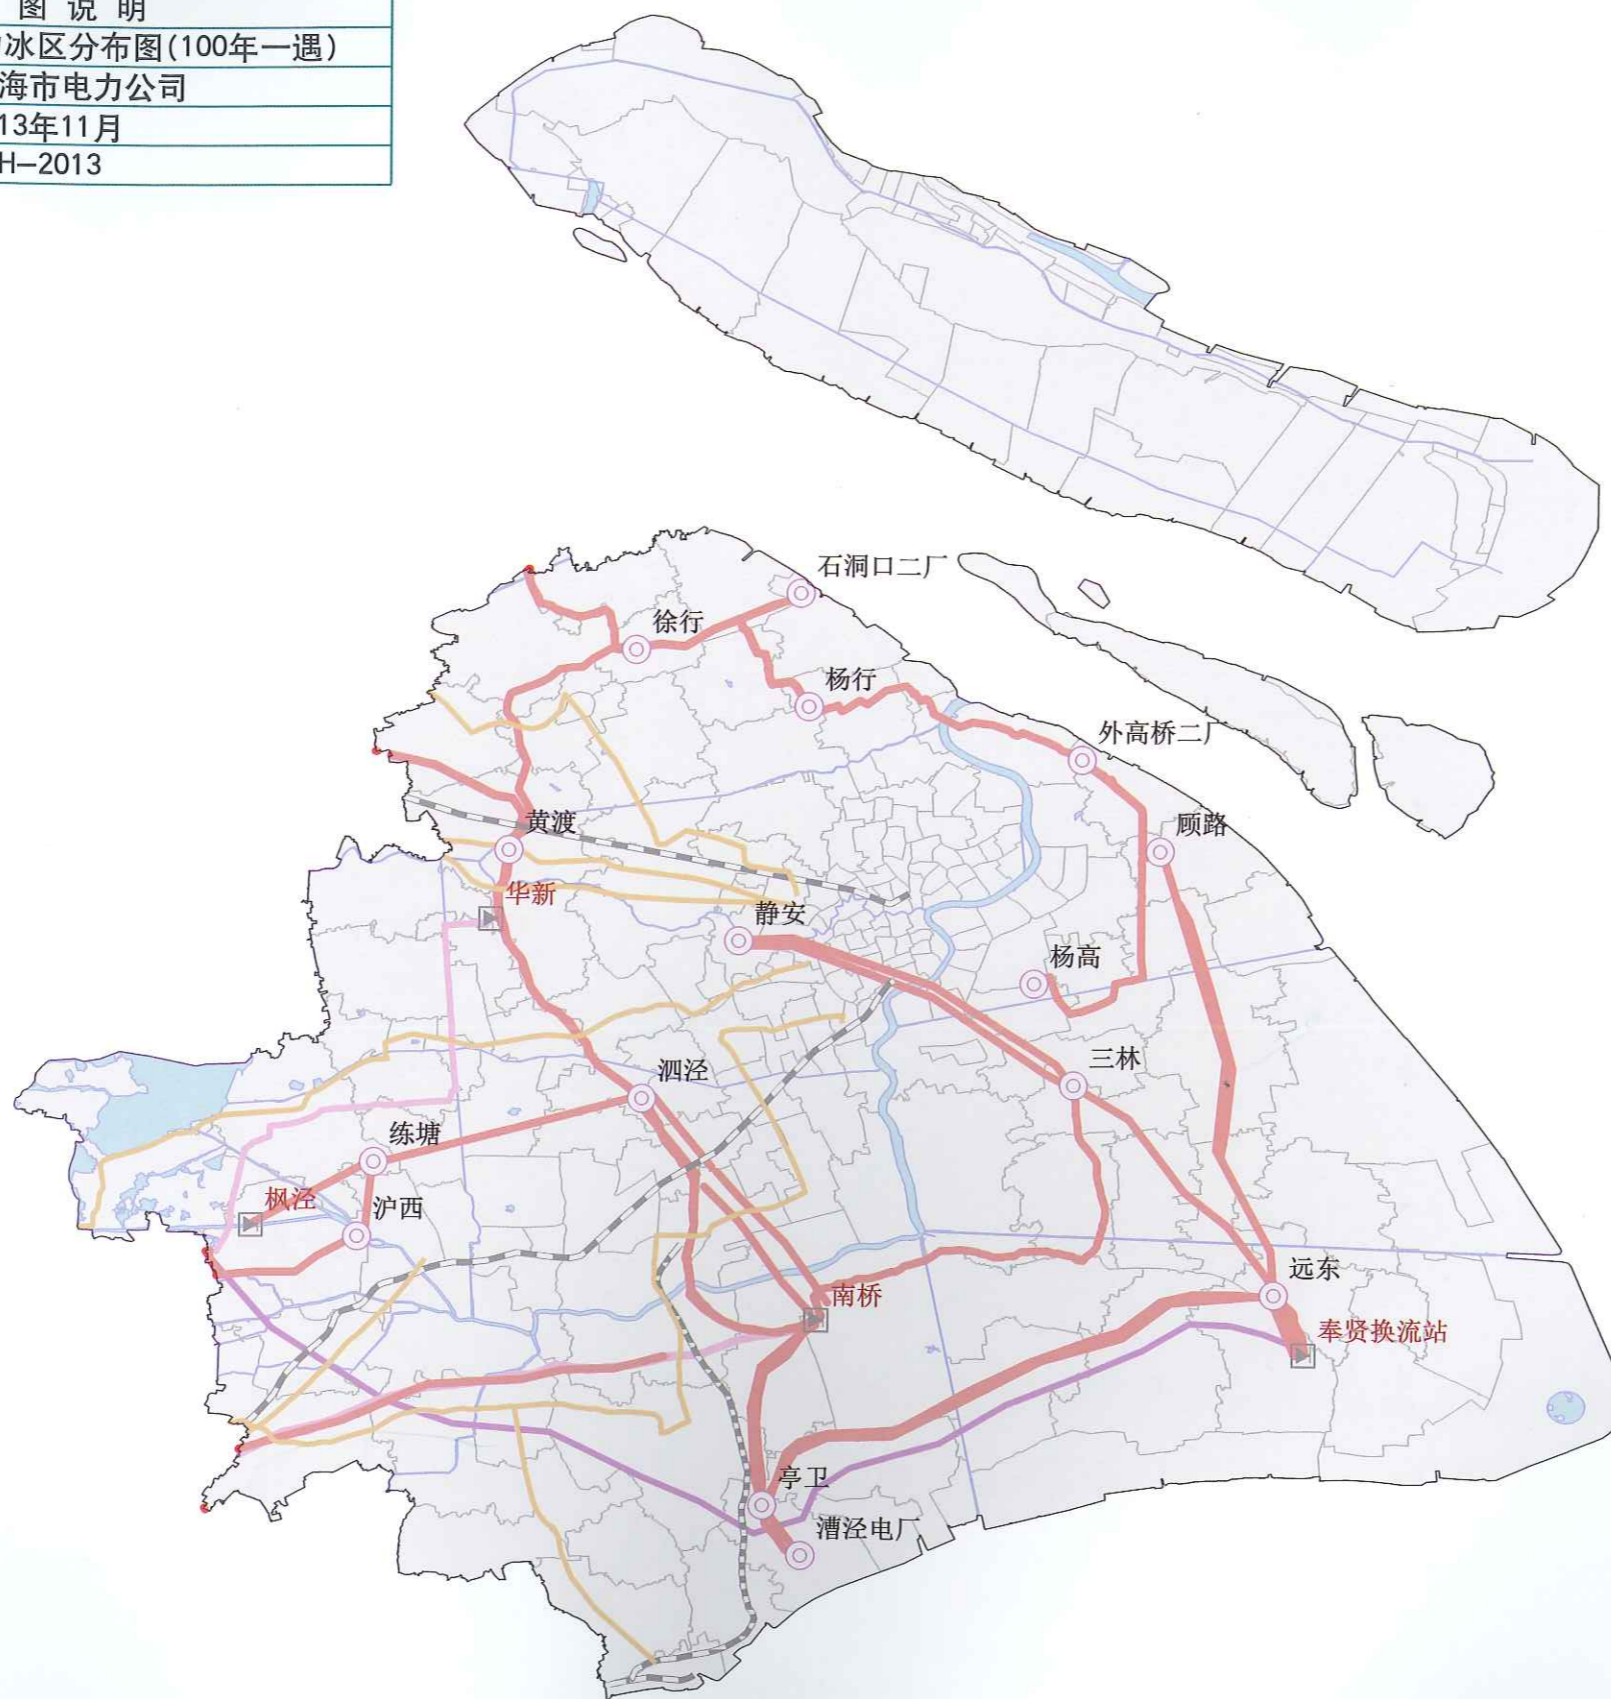 图说明
冰区分布图(100年一遇)
海市电力公司
13年11月
H-2013
石洞口二厂
徐行
杨行
外高桥二厂
黄渡
顾路
华新
静安
杨高
泗泾
三林
练塘
枫泾
沪西
远东
南桥
奉贤换流站
亭卫
漕泾电厂